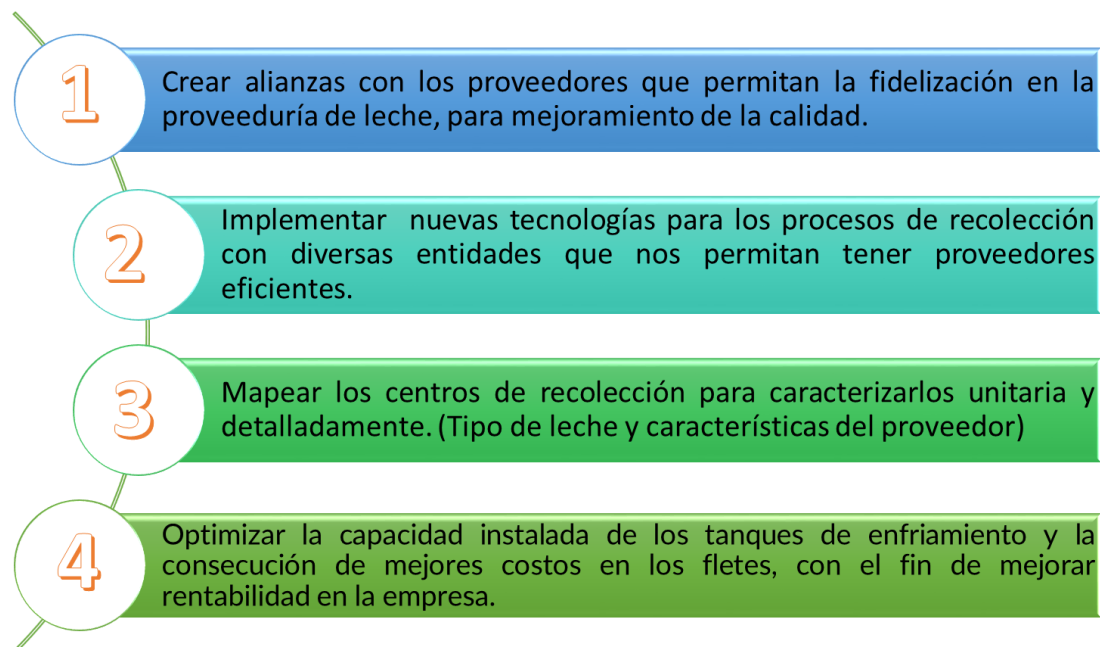 1
Crear alianzas con los proveedores que permitan la fidelización en la
proveeduría de leche, para mejoramiento de la calidad.
2
Implementar nuevas tecnologías para los procesos de recolección
con diversas entidades que nos permitan tener proveedores
eficientes.
3
Mapear los centros de recolección para caracterizarlos unitaria y
detalladamente. (Tipo de leche y características del proveedor)
4
Optimizar la capacidad instalada de los tanques de enfriamiento y la
consecución de mejores costos en los fletes, con el fin de mejorar
rentabilidad en la empresa.